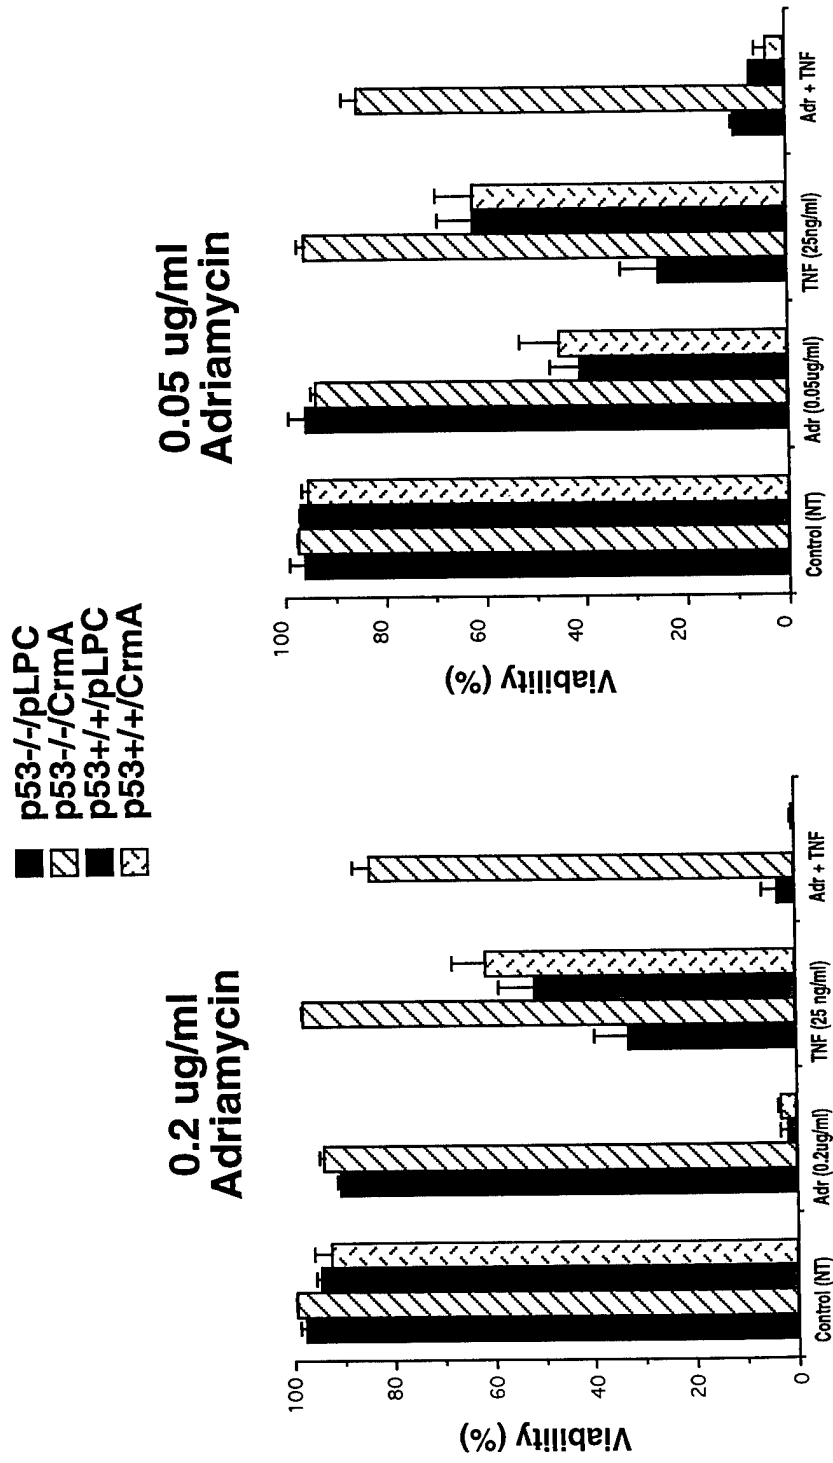 p53-/-/pLPC
p53-/-/CrmA
p53+/+/pLPC
p53+/+/CrmA
0.2 ug/ml
Adriamycin
Viability (%)
100
80
60
40
20
0
Control (NT)
Adr (0.2ug/ml)
TNF (25 ng/ml)
Adr + TNF
0.05 ug/ml
Adriamycin
Viability (%)
100
80
60
40
20
0
Control (NT)
Adr (0.05ug/ml)
TNF (25ng/ml)
Adr + TNF